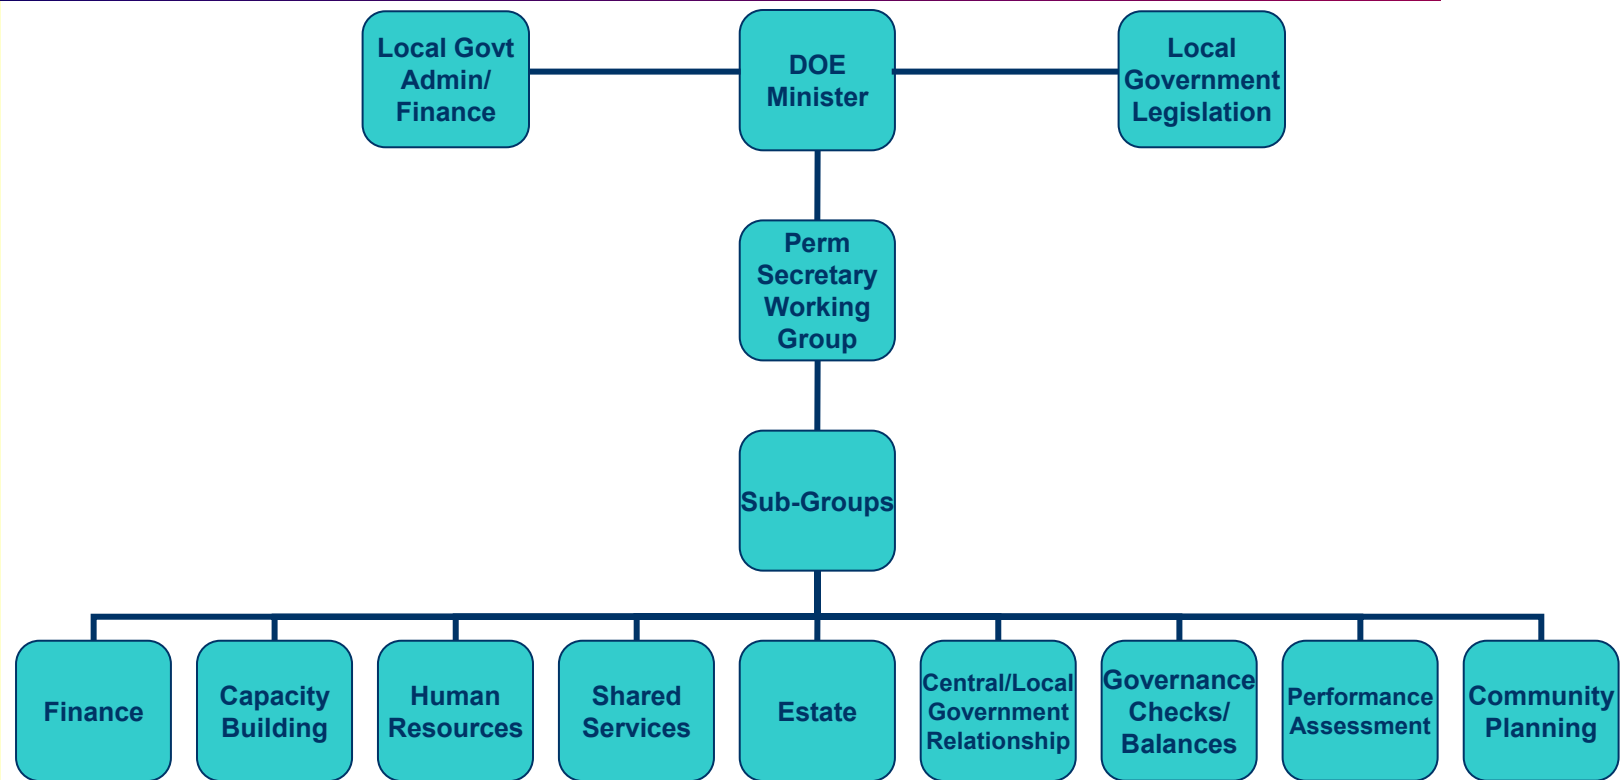 Local Govt
Admin/
Finance
DOE
Minister
Local
Government
Legislation
Perm
Secretary
Working
Group
Sub-Groups
Finance
Capacity
Building
Human
Resources
Shared
Services
Estate
Central/Local
Government
Relationship
Governance
Checks/
Balances
Performance
Assessment
Community
Planning